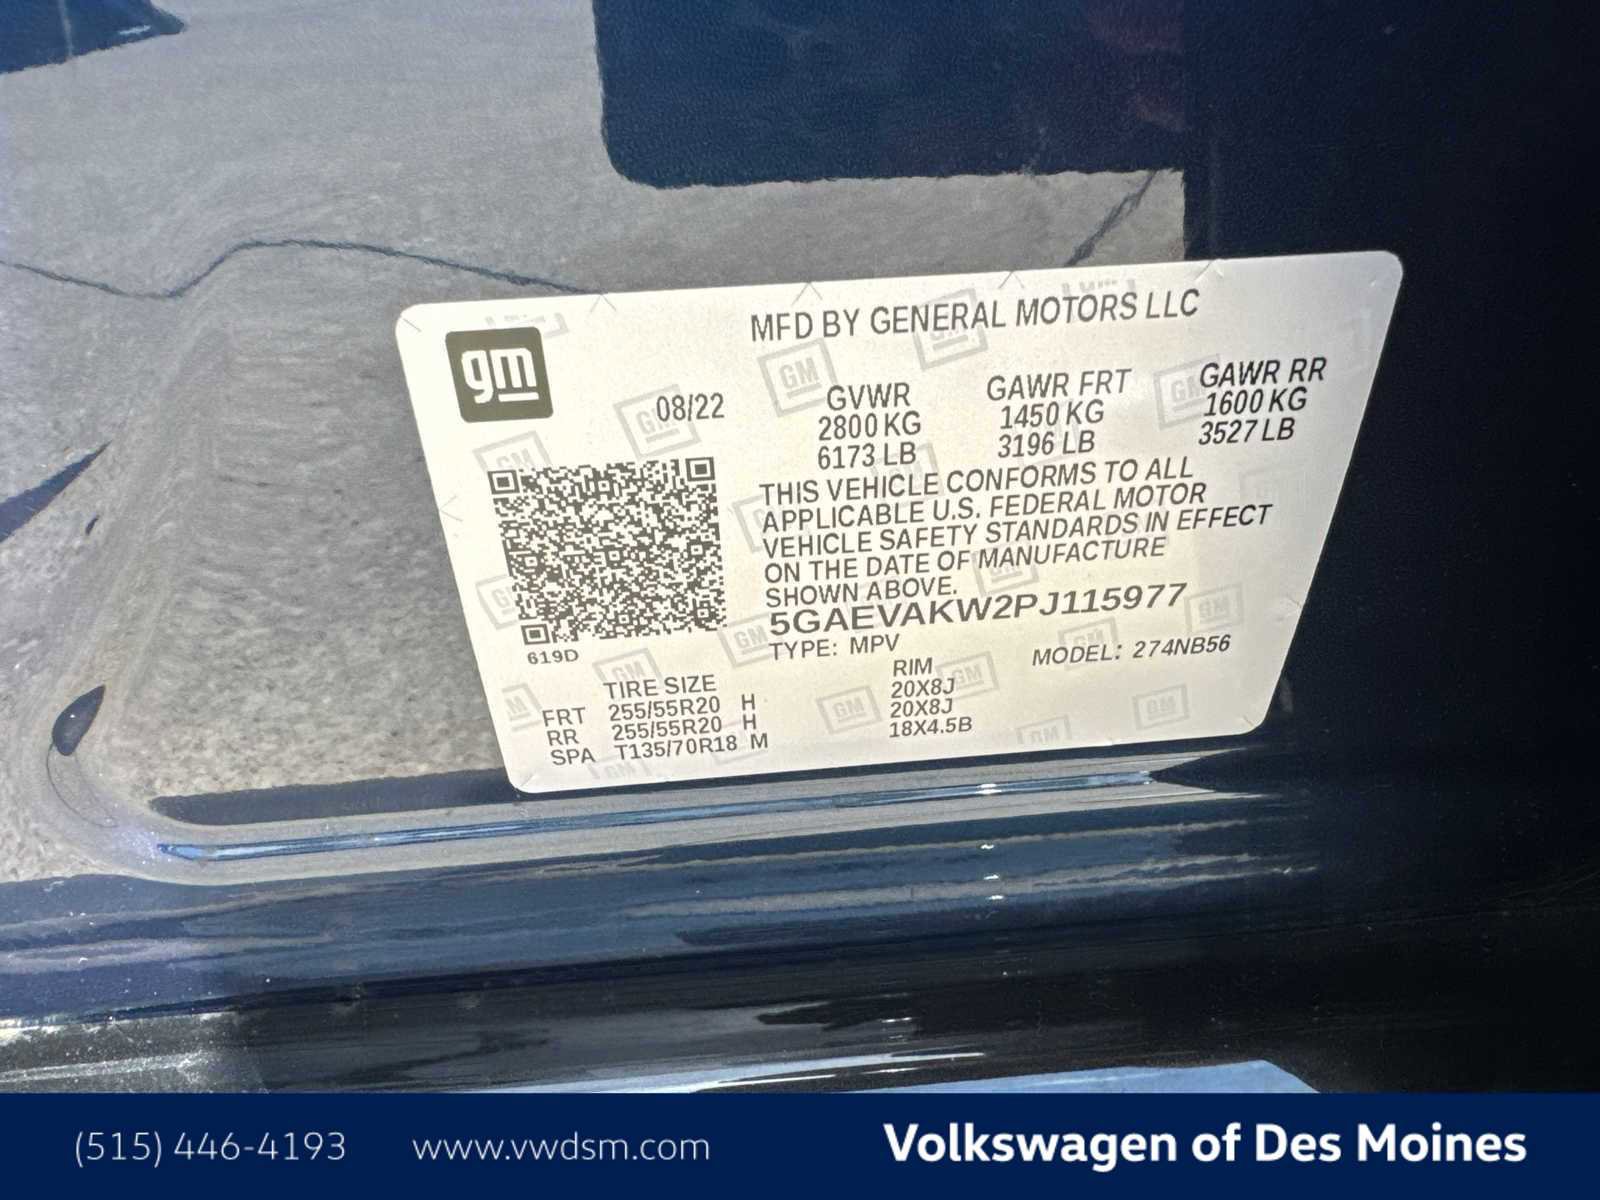 gm
MFD BY GENERAL MOTORS LLC
08/22
GVWR
2800 KG
6173 LB
GAWR FRT
1450 KG
3196 LB
GAWR RR
1600 KG
3527 LB
THIS VEHICLE CONFORMS TO ALL
APPLICABLE U.S. FEDERAL MOTOR
VEHICLE SAFETY STANDARDS IN EFFECT
ON THE DATE OF MANUFACTURE
SHOWN ABOVE.
5GAEVAKW2PJ115977
TYPE: MPV
MODEL: 274NB56
619D
TIRE SIZE RIM
FRT 255/55R20 H 20X8J
RR 255/55R20 H 20X8J
SPA T135/70R18 M 18X4.5B
(515) 446-4193 www.vwdsm.com Volkswagen of Des Moines